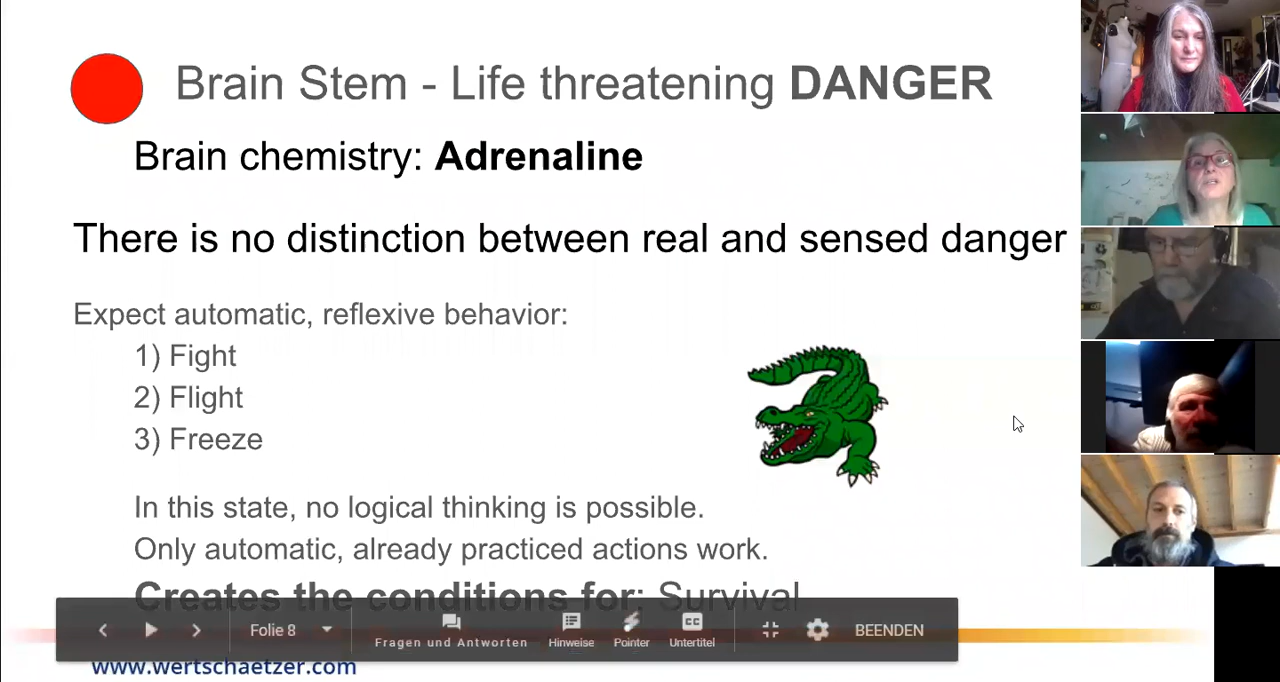 Brain Stem - Life threatening DANGER
Brain chemistry: Adrenaline
There is no distinction between real and sensed danger
Expect automatic, reflexive behavior:
1) Fight
2) Flight
3) Freeze
In this state, no logical thinking is possible.
Only automatic, already practiced actions work.
Creates the conditions for: Survival
Folie 8
Fragen und Antworten
Hinweise
Pointer
CC
Untertitel
BEENDEN
www.wertschaetzer.com